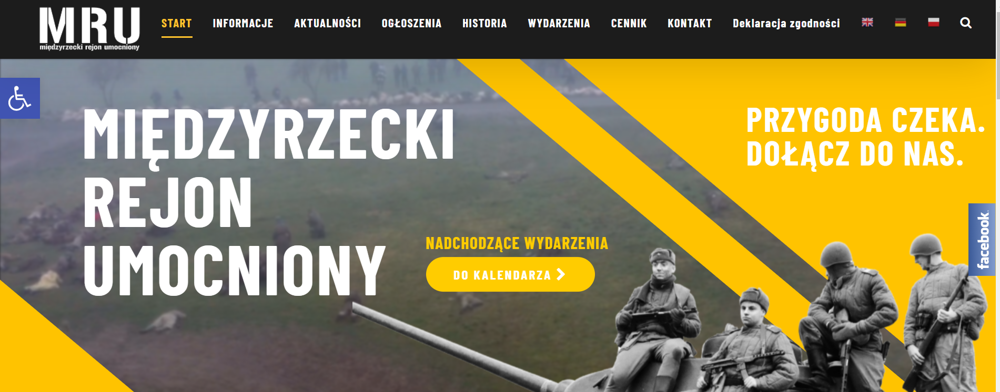 MRU
międzyrzecki rejon umocniony
START
INFORMACJE
AKTUALNOŚCI
OGŁOSZENIA
HISTORIA
WYDARZENIA
CENNIK
KONTAKT
Deklaracja zgodności
MIĘDZYRZECKI
REJON
UMOCNIONY
NADCHODZĄCE WYDARZENIA
DO KALENDARZA
PRZYGODA CZEKA.
DOŁĄCZ DO NAS.
facebook